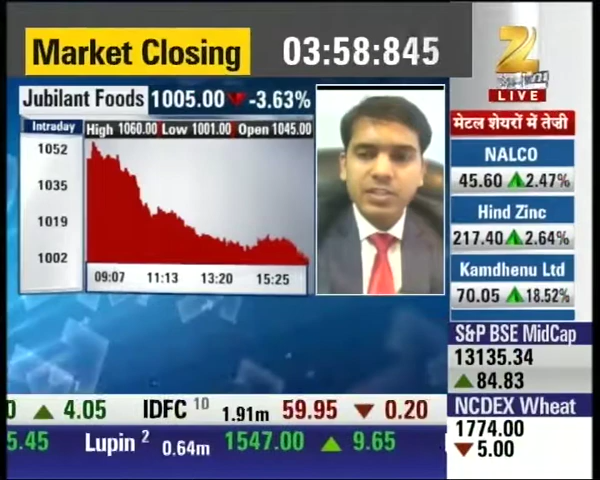 Market Closing
03:58:845
LIVE
Jubilant Foods 1005.00 -3.63%
Intraday
High 1060.00 Low 1001.00 Open 1045.00
1052
1035
1019
1002
09:07 11:13 13:20 15:25
मेटल शेयरों में तेजी
NALCO
45.60 2.47%
Hind Zinc
217.40 2.64%
Kamdhenu Ltd
70.05 18.52%
S&P BSE MidCap
13135.34
84.83
NCDEX Wheat
1774.00
5.00
0 4.05 IDFC 10 1.91m 59.95 0.20
5.45 Lupin 2 0.64m 1547.00 9.65